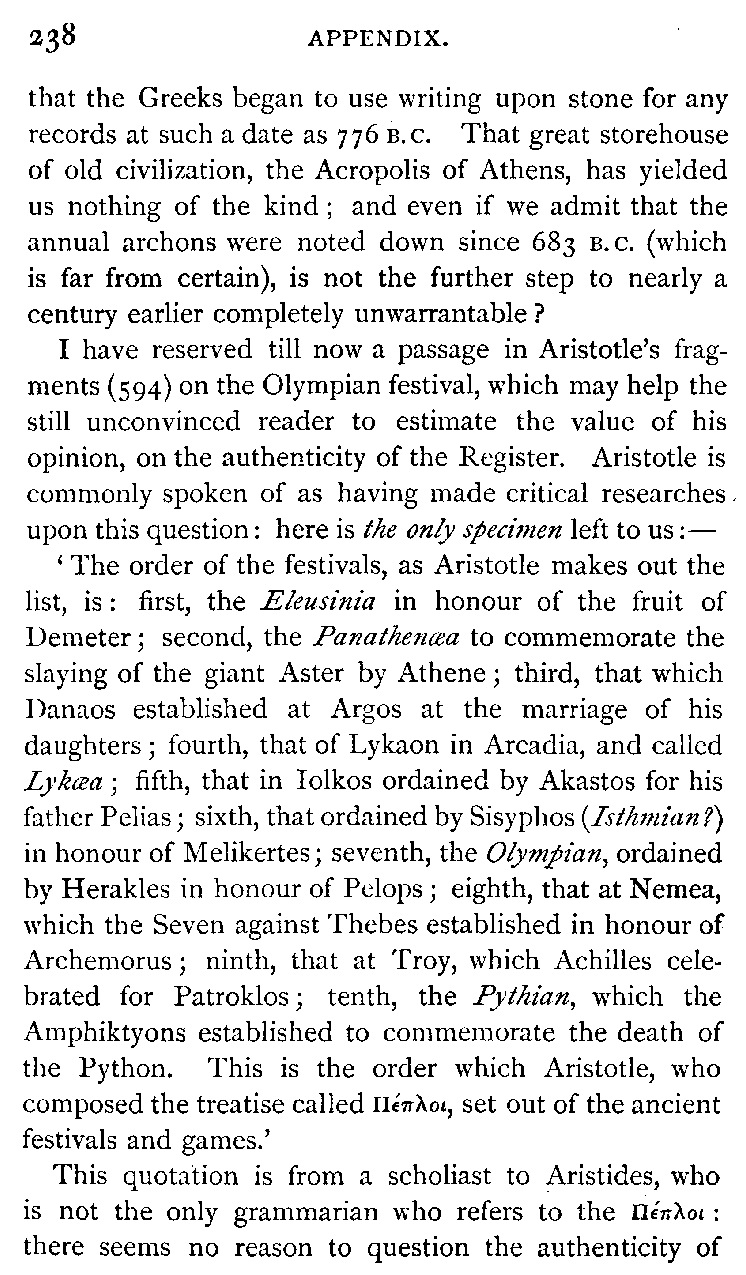 238 APPENDIX.
that the Greeks began to use writing upon stone for any
records at such a date as 776 B.C. That great storehouse
of old civilization, the Acropolis of Athens, has yielded
us nothing of the kind; and even if we admit that the
annual archons were noted down since 683 B.C. (which
is far from certain), is not the further step to nearly a
century earlier completely unwarrantable?
I have reserved till now a passage in Aristotle's frag-
ments (594) on the Olympian festival, which may help the
still unconvinced reader to estimate the value of his
opinion, on the authenticity of the Register. Aristotle is
commonly spoken of as having made critical researches
upon this question: here is the only specimen left to us:—
‘The order of the festivals, as Aristotle makes out the
list, is: first, the Eleusinia in honour of the fruit of
Demeter; second, the Panathenæa to commemorate the
slaying of the giant Aster by Athene; third, that which
Danaos established at Argos at the marriage of his
daughters; fourth, that of Lykaon in Arcadia, and called
Lykæa; fifth, that in Iolkos ordained by Akastos for his
father Pelias; sixth, that ordained by Sisyphos (Isthmian?)
in honour of Melikertes; seventh, the Olympian, ordained
by Herakles in honour of Pelops; eighth, that at Nemea,
which the Seven against Thebes established in honour of
Archemorus; ninth, that at Troy, which Achilles cele-
brated for Patroklos; tenth, the Pythian, which the
Amphiktyons established to commemorate the death of
the Python. This is the order which Aristotle, who
composed the treatise called Πέπλοι, set out of the ancient
festivals and games.’
This quotation is from a scholiast to Aristides, who
is not the only grammarian who refers to the Πέπλοι:
there seems no reason to question the authenticity of